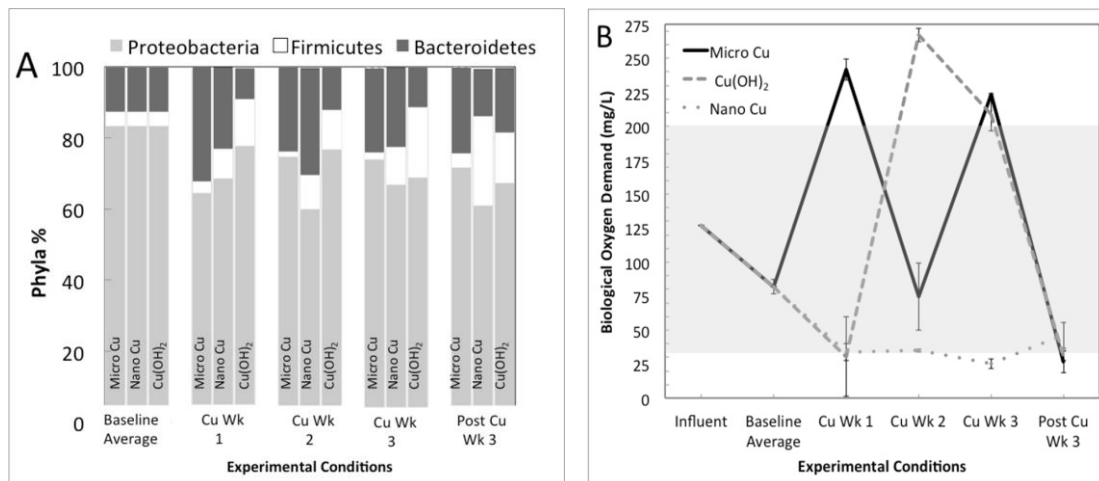 A
Proteobacteria Firmicutes Bacteroidetes
Phyla %
100
80
60
40
20
0
Micro Cu
Nano Cu
Cu(OH)₂
Micro Cu
Nano Cu
Cu(OH)₂
Micro Cu
Nano Cu
Cu(OH)₂
Micro Cu
Nano Cu
Cu(OH)₂
Micro Cu
Nano Cu
Cu(OH)₂
Baseline
Average
Cu Wk
1
Cu Wk
2
Cu Wk
3
Post Cu
Wk 3
Experimental Conditions
B
Micro Cu
Cu(OH)₂
Nano Cu
Biological Oxygen Demand (mg/L)
275
250
225
200
175
150
125
100
75
50
25
0
Influent
Baseline
Average
Cu Wk 1
Cu Wk 2
Cu Wk 3
Post Cu
Wk 3
Experimental Conditions